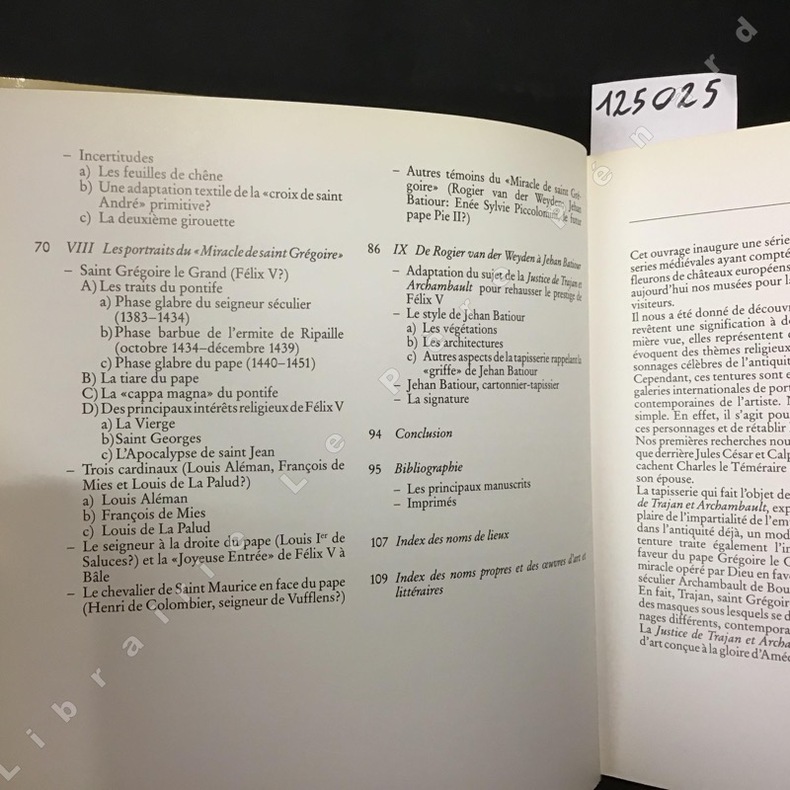 125025
– Incertitudes
a) Les feuilles de chêne
b) Une adaptation textile de la «croix de saint
André» primitive?
c) La deuxième girouette
70 VIII Les portraits du «Miracle de saint Grégoire»
– Saint Grégoire le Grand (Félix V?)
A) Les traits du pontife
a) Phase glabre du seigneur séculier
(1383–1434)
b) Phase barbue de l'ermite de Ripaille
(octobre 1434–décembre 1439)
c) Phase glabre du pape (1440–1451)
B) La tiare du pape
C) La «cappa magna» du pontife
D) Des principaux intérêts religieux de Félix V
a) La Vierge
b) Saint Georges
c) L'Apocalypse de saint Jean
– Trois cardinaux (Louis Aléman, François de
Mies et Louis de La Palud?)
a) Louis Aléman
b) François de Mies
c) Louis de La Palud
– Le seigneur à la droite du pape (Louis Ier de
Saluces?) et la «Joyeuse Entrée» de Félix V à
Bâle
– Le chevalier de Saint Maurice en face du pape
(Henri de Colombier, seigneur de Vufflens?)
– Autres témoins du «Miracle de saint Gré-
goire» (Rogier van der Weyden; Jehan
Batiour: Enée Sylvie Piccolomini, le futur
pape Pie II?)
86 IX De Rogier van der Weyden à Jehan Batiour
– Adaptation du sujet de la Justice de Trajan et
Archambault pour rehausser le prestige de
Félix V
– Le style de Jehan Batiour
a) Les végétations
b) Les architectures
c) Autres aspects de la tapisserie rappelant la
«griffe» de Jehan Batiour
– Jehan Batiour, cartonnier-tapissier
– La signature
94 Conclusion
95 Bibliographie
– Les principaux manuscrits
– Imprimés
107 Index des noms de lieux
109 Index des noms propres et des œuvres d'art et
littéraires
Cet ouvrage inaugure une série
series médiévales ayant compté
fleurons de châteaux européens
aujourd'hui nos musées pour la
visiteurs.
Il nous a été donné de découvr
revêtent une signification à do
mière vue, elles représentent
évoquent des thèmes religieux
sonnages célèbres de l'antiquité
Cependant, ces tentures sont e
galeries internationales de port
contemporaines de l'artiste. N
simple. En effet, il s'agit pou
ces personnages et de rétablir
Nos premières recherches nou
que derrière Jules César et Calp
cachent Charles le Téméraire
son épouse.
La tapisserie qui fait l'objet de
de Trajan et Archambault, exp
plaire de l'impartialité de l'em
dans l'antiquité déjà, un mod
tenture traite également l'in
faveur du pape Grégoire le G
miracle opéré par Dieu en fav
séculier Archambault de Bou
En fait, Trajan, saint Grégoir
des masques sous lesquels se d
nages différents, contempora
La Justice de Trajan et Archa
d'art conçue à la gloire d'Amé
Librairie Le Père Pénard